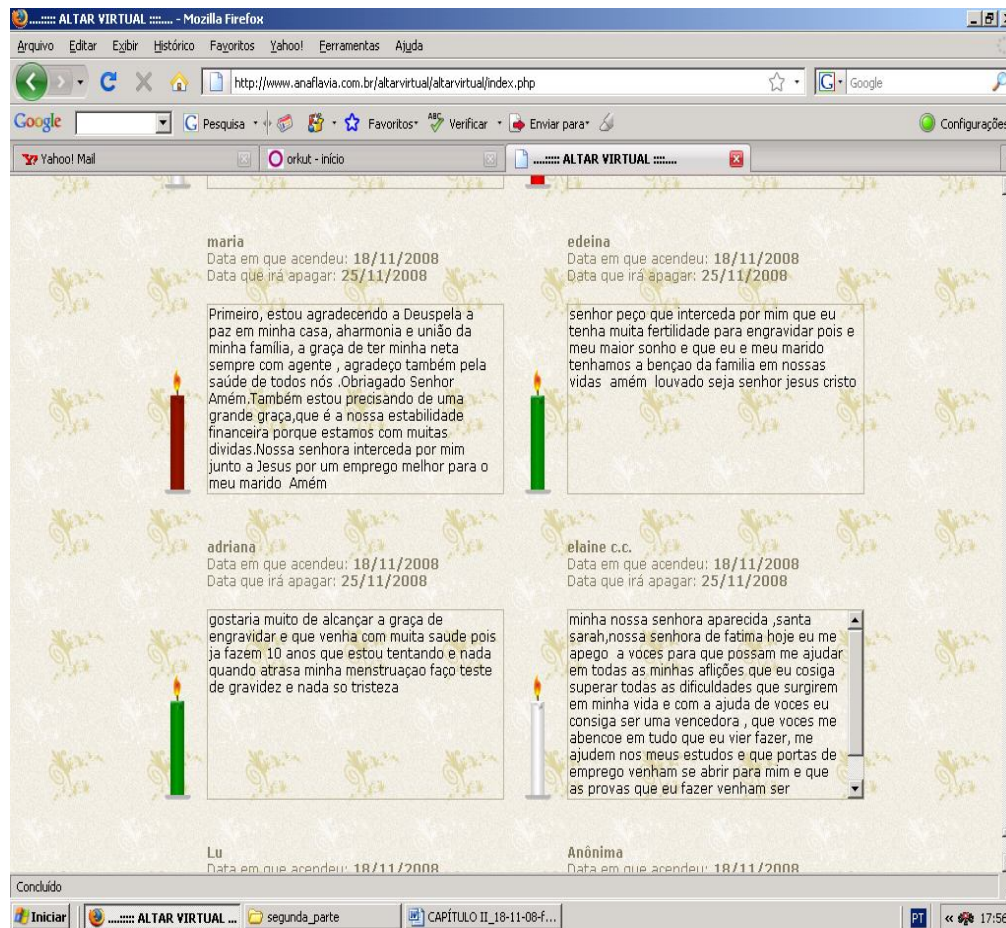 ....::::: ALTAR VIRTUAL :::::.... - Mozilla Firefox
Arquivo Editar Exibir Histórico Favoritos Yahoo! Ferramentas Ajuda
http://www.anaflavia.com.br/altarvirtual/altarvirtual/index.php
Google
Google Pesquisa Favoritos Verificar Enviar para Configurações
Yahoo! Mail
orkut - início
....::::: ALTAR VIRTUAL :::::....
maria
Data em que acendeu: 18/11/2008
Data que irá apagar: 25/11/2008
Primeiro, estou agradecendo a Deuspela a
paz em minha casa, aharmonia e união da
minha família, a graça de ter minha neta
sempre com agente , agradeço também pela
saúde de todos nós .Obriagado Senhor
Amém.Também estou precisando de uma
grande graça,que é a nossa estabilidade
financeira porque estamos com muitas
dividas.Nossa senhora interceda por mim
junto a Jesus por um emprego melhor para o
meu marido Amém
edeina
Data em que acendeu: 18/11/2008
Data que irá apagar: 25/11/2008
senhor peço que interceda por mim que eu
tenha muita fertilidade para engravidar pois e
meu maior sonho e que eu e meu marido
tenhamos a bençao da familia em nossas
vidas amém louvado seja senhor jesus cristo
adriana
Data em que acendeu: 18/11/2008
Data que irá apagar: 25/11/2008
gostaria muito de alcançar a graça de
engravidar e que venha com muita saude pois
ja fazem 10 anos que estou tentando e nada
quando atrasa minha menstruaçao faço teste
de gravidez e nada so tristeza
elaine c.c.
Data em que acendeu: 18/11/2008
Data que irá apagar: 25/11/2008
minha nossa senhora aparecida ,santa
sarah,nossa senhora de fatima hoje eu me
apego a voces para que possam me ajudar
em todas as minhas aflições que eu cosiga
superar todas as dificuldades que surgirem
em minha vida e com a ajuda de voces eu
consiga ser uma vencedora , que voces me
abencoe em tudo que eu vier fazer, me
ajudem nos meus estudos e que portas de
emprego venham se abrir para mim e que
as provas que eu fazer venham ser
Lu
Data em que acendeu: 18/11/2008
Anônima
Data em que acendeu: 18/11/2008
Concluído
Iniciar
....::::: ALTAR VIRTUAL ...
segunda_parte
CAPÍTULO II_18-11-08-f...
PT
17:56